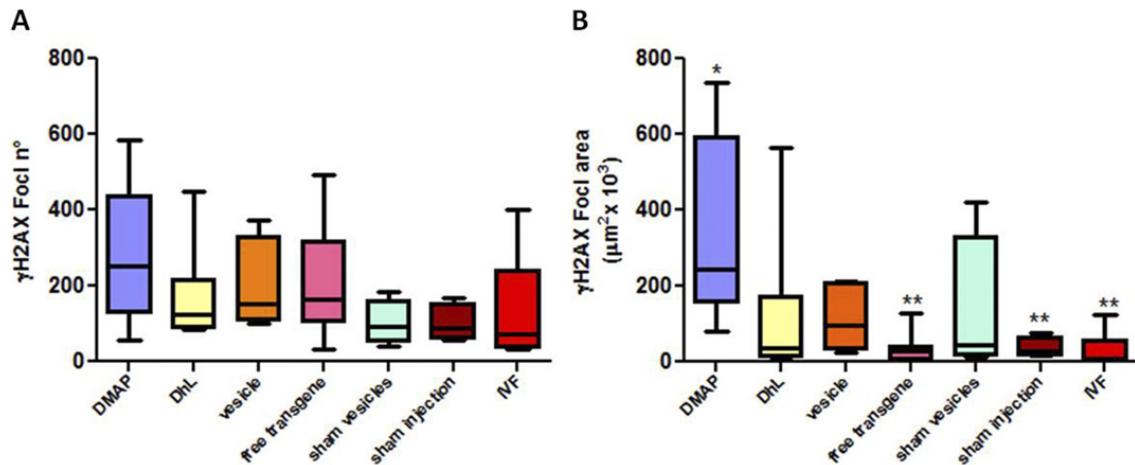 A
γH2AX Foci n°
800
600
400
200
0
DMAP
DhL
vesicle
free transgene
sham vesicles
sham injection
IVF
B
γH2AX Foci area
(μm²x 10³)
800
600
400
200
0
*
**
**
**
DMAP
DhL
vesicle
free transgene
sham vesicles
sham injection
IVF